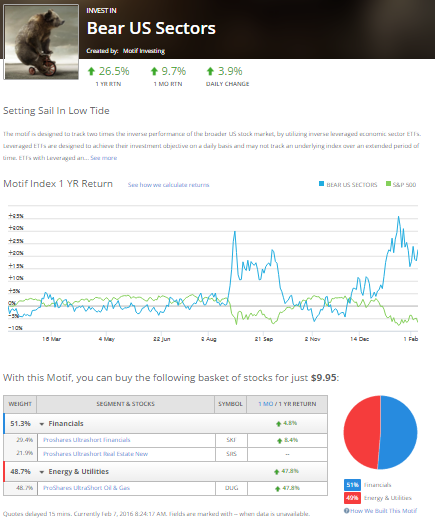 INVEST IN
Bear US Sectors
Created by: Motif Investing
26.5% 9.7% 3.9%
1 YR RTN 1 MO RTN DAILY CHANGE
Setting Sail In Low Tide
The motif is designed to track two times the inverse performance of the broader US stock market, by utilizing inverse leveraged economic sector ETFs.
Leveraged ETFs are designed to achieve their investment objective on a daily basis and may not track an underlying index over an extended period of
time. ETFs with Leveraged an... See more
Motif Index 1 YR Return See how we calculate returns BEAR US SECTORS S&P 500
+35%
+30%
+25%
+20%
+15%
+10%
+5%
0%
-5%
-10%
16 Mar 4 May 22 Jun 9 Aug 21 Sep 2 Nov 14 Dec 1 Feb
With this Motif, you can buy the following basket of stocks for just $9.95:
WEIGHT SEGMENT & STOCKS SYMBOL 1 MO / 1 YR RETURN
51.3% Financials 4.8%
29.4% Proshares Ultrashort Financials SKF 8.4%
21.9% Proshares Ultrashort Real Estate New SRS --
48.7% Energy & Utilities 47.8%
48.7% ProShares UltraShort Oil & Gas DUG 47.8%
51% Financials
49% Energy & Utilities
How We Built This Motif
Quotes delayed 15 mins. Currently Feb 7, 2016 8:24:17 AM. Fields are marked with -- when data is unavailable.